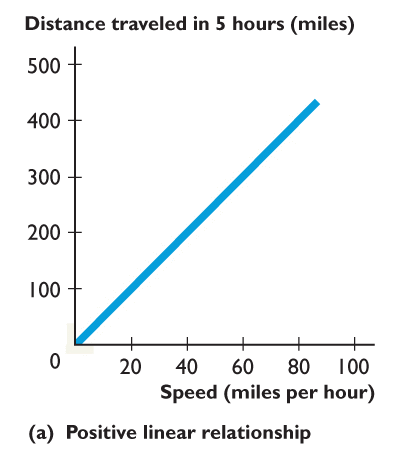 Distance traveled in 5 hours (miles)
500
400
300
200
100
0
20 40 60 80 100
Speed (miles per hour)
(a) Positive linear relationship